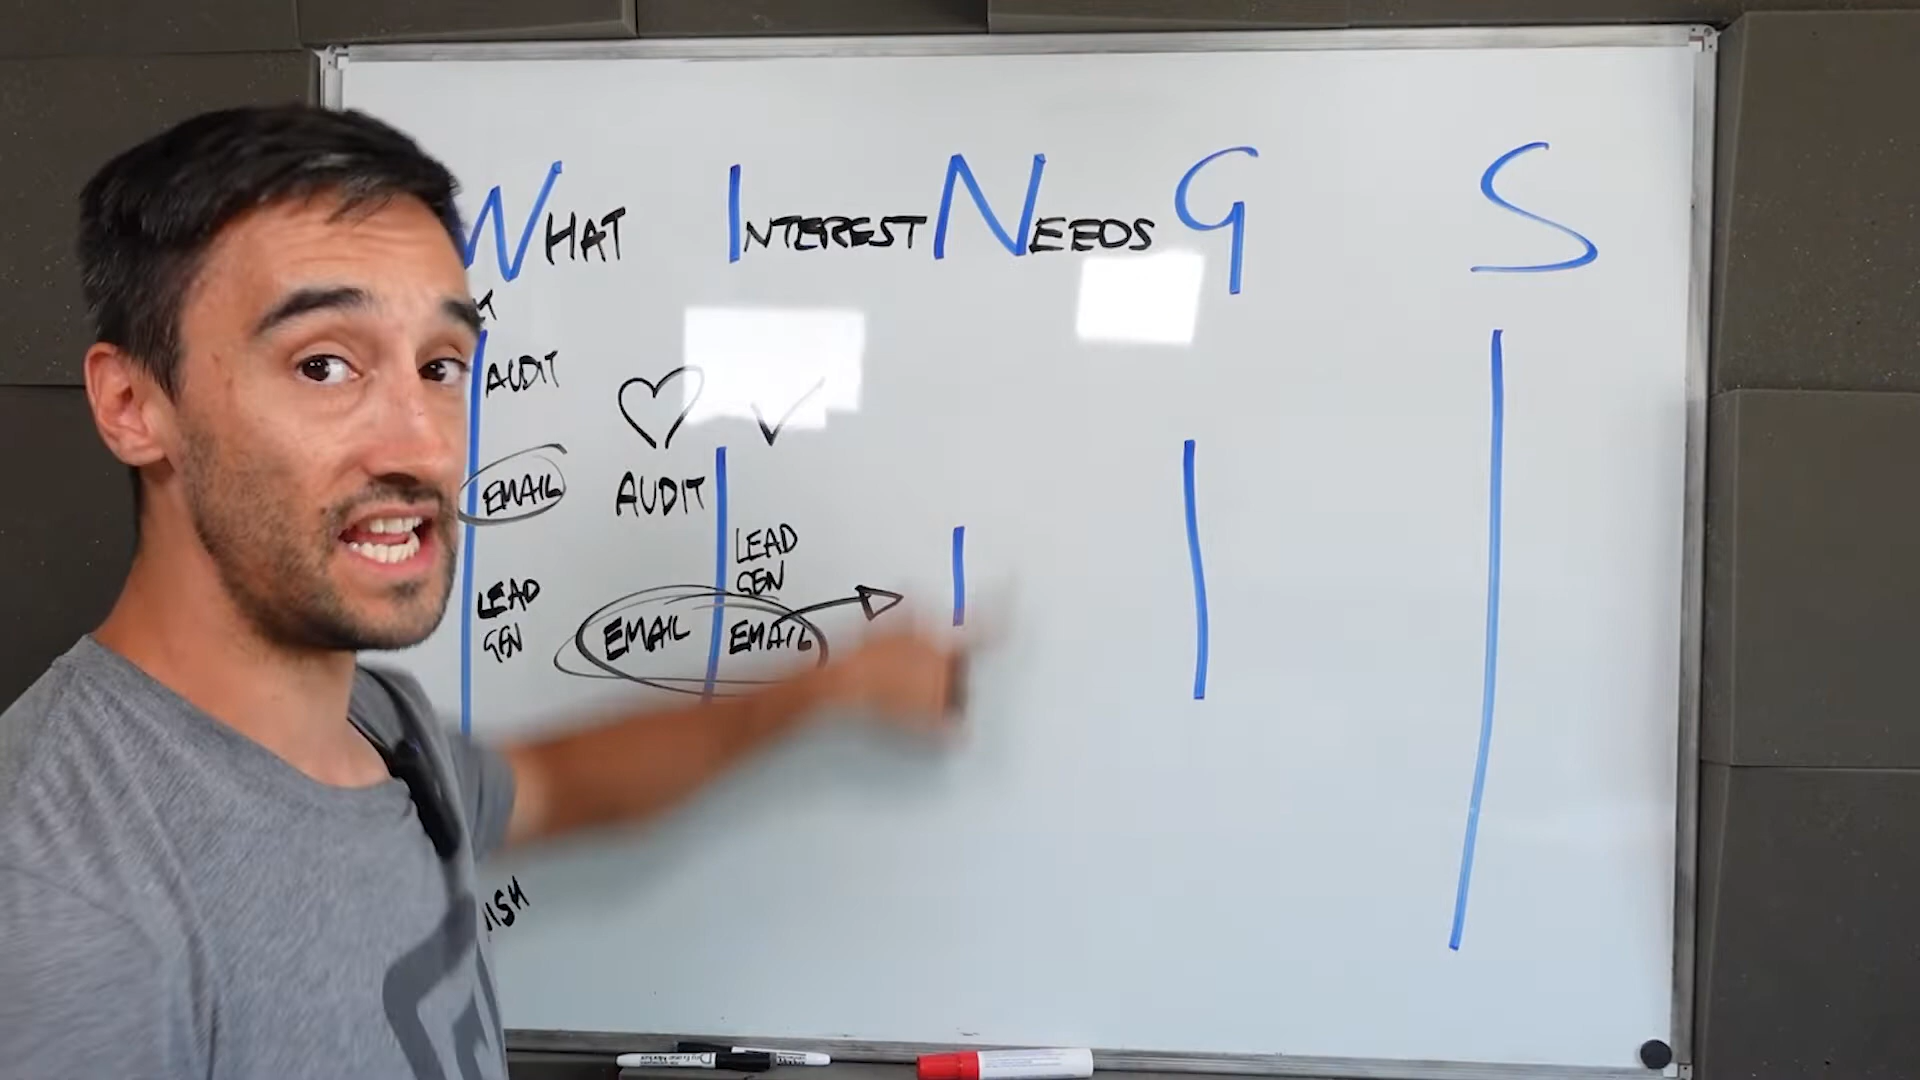 WHAT INTEREST NEEDS G S
AUDIT
EMAIL
LEAD
GEN
AUDIT
EMAIL
LEAD
GEN
EMAIL